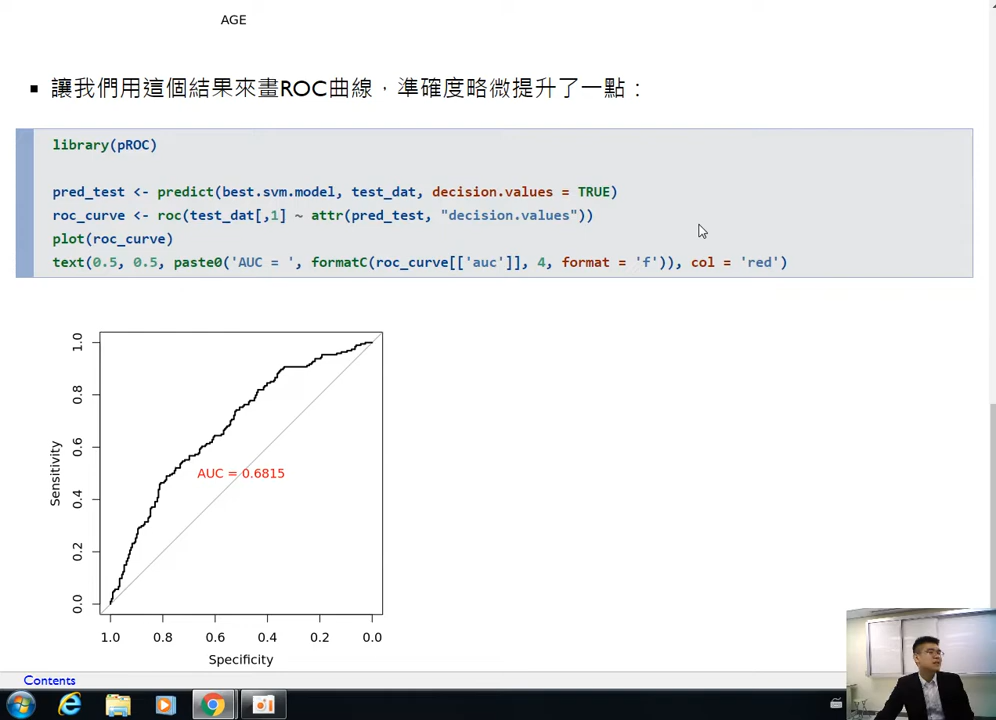 AGE
▪ 讓我們用這個結果來畫ROC曲線，準確度略微提升了一點：
library(pROC)
pred_test <- predict(best.svm.model, test_dat, decision.values = TRUE)
roc_curve <- roc(test_dat[,1] ~ attr(pred_test, "decision.values"))
plot(roc_curve)
text(0.5, 0.5, paste0('AUC = ', formatC(roc_curve[['auc']], 4, format = 'f')), col = 'red')
1.0
0.8
0.6
0.4
0.2
0.0
Sensitivity
AUC = 0.6815
1.0 0.8 0.6 0.4 0.2 0.0
Specificity
Contents